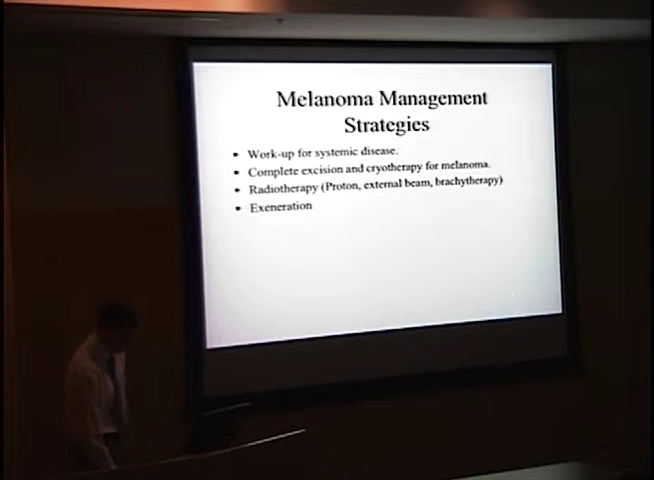 Melanoma Management
Strategies
• Work-up for systemic disease.
• Complete excision and cryotherapy for melanoma.
• Radiotherapy (Proton, external beam, brachytherapy)
• Exeneration